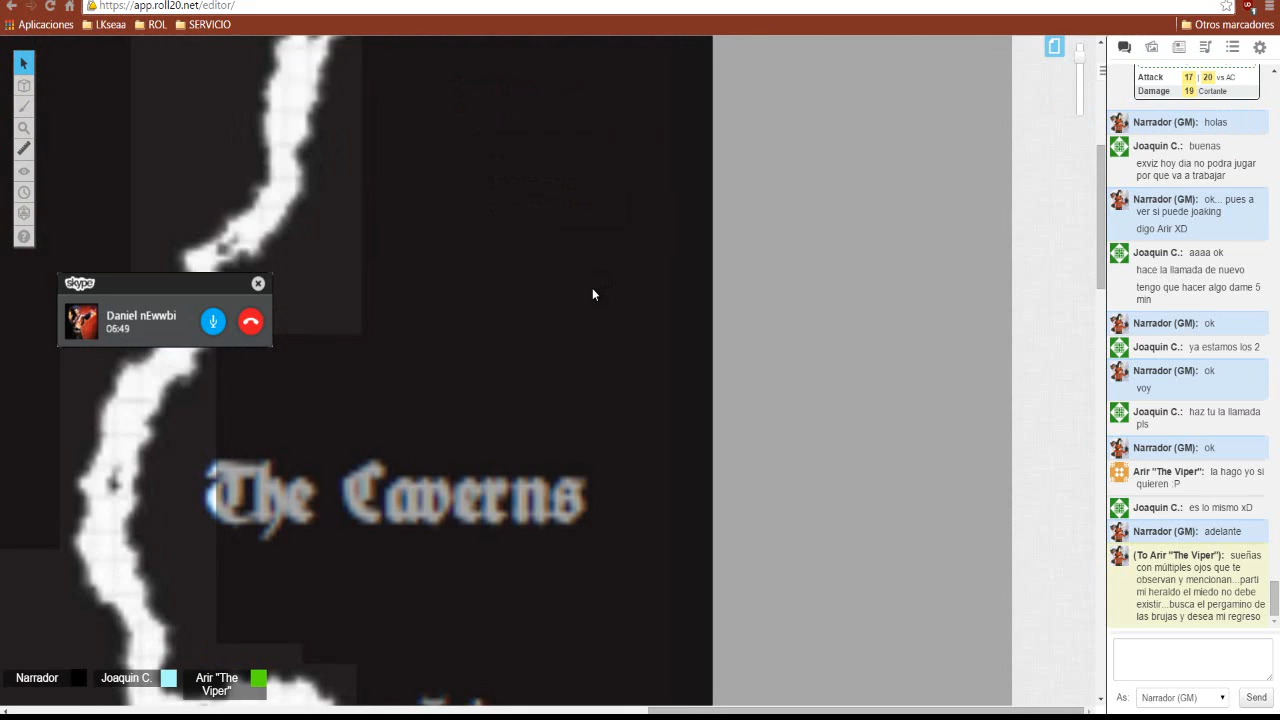 https://app.roll20.net/editor/
Aplicaciones LKseaa ROL SERVICIO Otros marcadores
skype
Daniel nEwwbi
06:49
The Caverns
Narrador
Joaquin C.
Arir "The
Viper"
Attack 17 | 20 vs AC
Damage 19 Cortante
Narrador (GM): holas
Joaquin C.: buenas
exviz hoy dia no podra jugar
por que va a trabajar
Narrador (GM): ok... pues a
ver si puede joaking
digo Arir XD
Joaquin C.: aaaa ok
hace la llamada de nuevo
tengo que hacer algo dame 5
min
Narrador (GM): ok
Joaquin C.: ya estamos los 2
Narrador (GM): ok
voy
Joaquin C.: haz tu la llamada
pls
Narrador (GM): ok
Arir "The Viper": la hago yo si
quieren :P
Joaquin C.: es lo mismo xD
Narrador (GM): adelante
(To Arir "The Viper"): sueñas
con múltiples ojos que te
observan y mencionan...parti
mi heraldo el miedo no debe
existir...busca el pergamino de
las brujas y desea mi regreso
As: Narrador (GM) Send